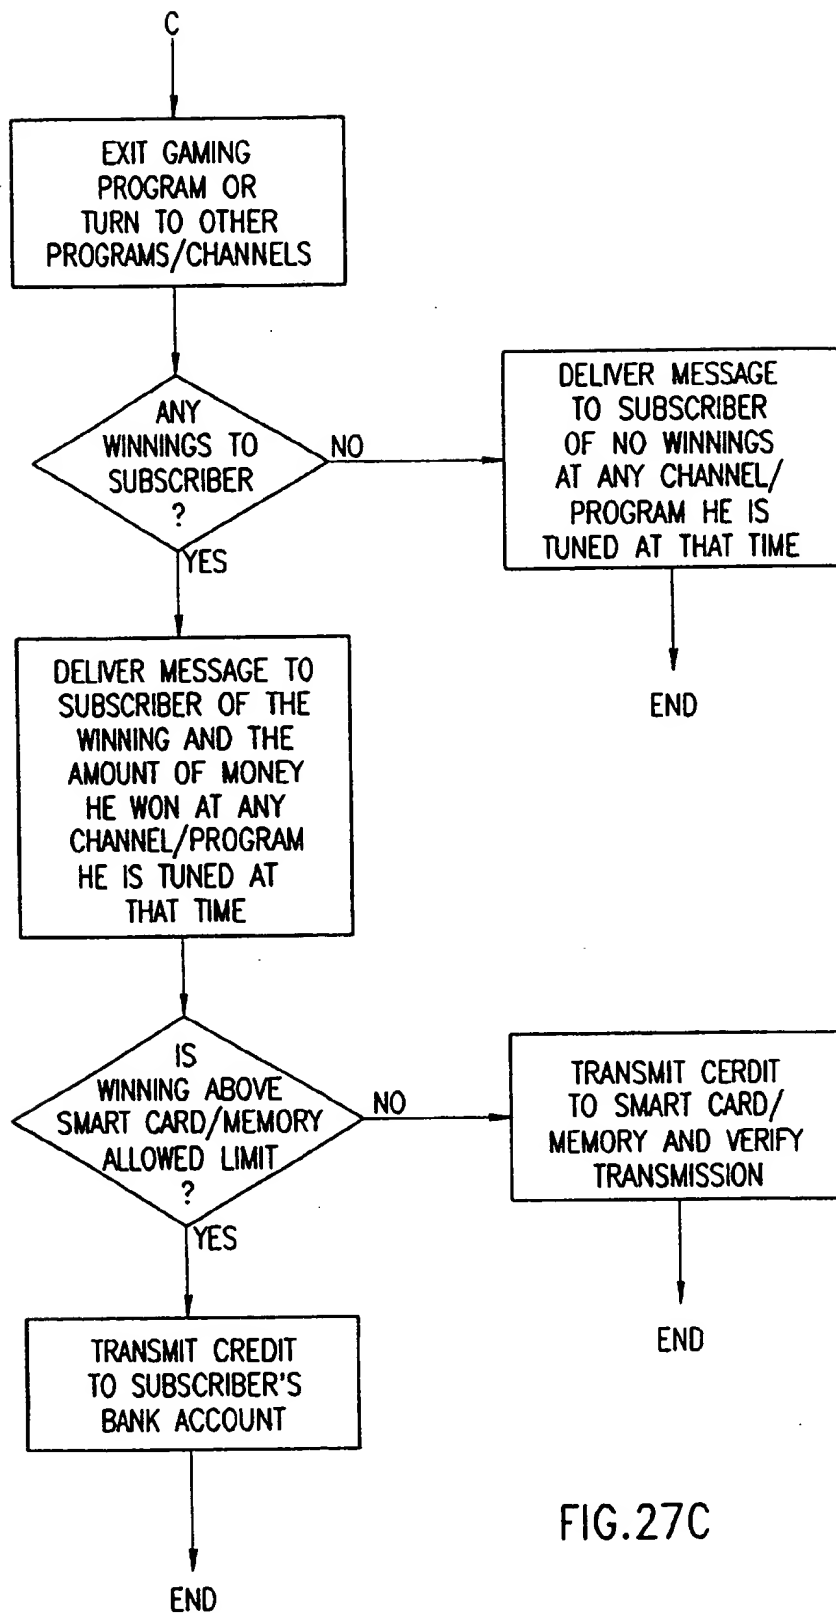 C
EXIT GAMING
PROGRAM OR
TURN TO OTHER
PROGRAMS/CHANNELS
ANY
WINNINGS TO
SUBSCRIBER
?
NO
DELIVER MESSAGE
TO SUBSCRIBER
OF NO WINNINGS
AT ANY CHANNEL/
PROGRAM HE IS
TUNED AT THAT TIME
END
YES
DELIVER MESSAGE TO
SUBSCRIBER OF THE
WINNING AND THE
AMOUNT OF MONEY
HE WON AT ANY
CHANNEL/PROGRAM
HE IS TUNED AT
THAT TIME
IS
WINNING ABOVE
SMART CARD/MEMORY
ALLOWED LIMIT
?
NO
TRANSMIT CERDIT
TO SMART CARD/
MEMORY AND VERIFY
TRANSMISSION
END
YES
TRANSMIT CREDIT
TO SUBSCRIBER'S
BANK ACCOUNT
END
FIG.27C